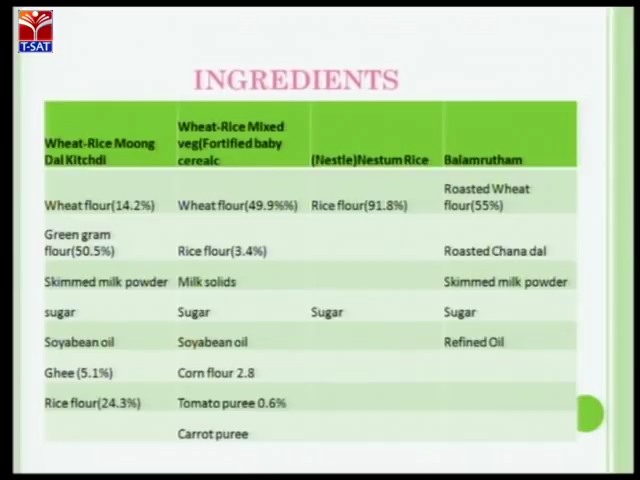 T-SAT
INGREDIENTS
Wheat-Rice Moong
Dal Kitchdi
Wheat-Rice Mixed
veg(Fortified baby
cerealc
(Nestle)Nestum Rice
Balamrutham
Wheat flour(14.2%)
Wheat flour(49.9%%)
Rice flour(91.8%)
Roasted Wheat
flour(55%)
Green gram
flour(50.5%)
Rice flour(3.4%)
Roasted Chana dal
Skimmed milk powder
Milk solids
Skimmed milk powder
sugar
Sugar
Sugar
Sugar
Soyabean oil
Soyabean oil
Refined Oil
Ghee (5.1%)
Corn flour 2.8
Rice flour(24.3%)
Tomato puree 0.6%
Carrot puree